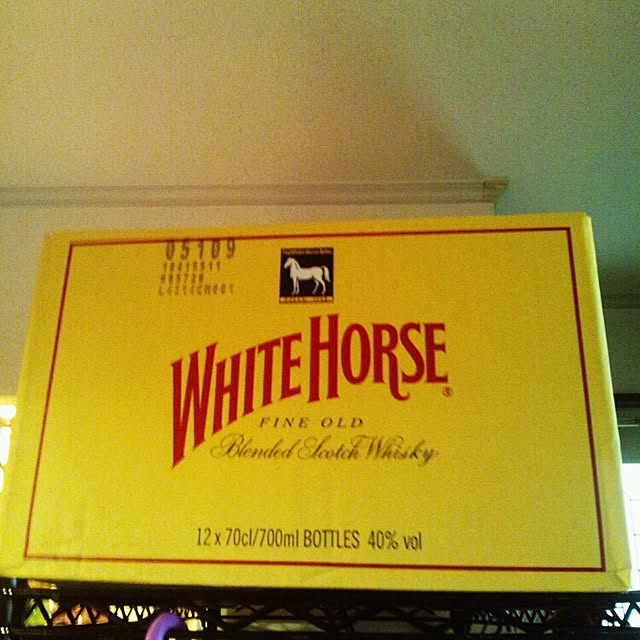 05109
WHITE HORSE®
FINE OLD
Blended Scotch Whisky
12 x 70cl/700ml BOTTLES 40% vol